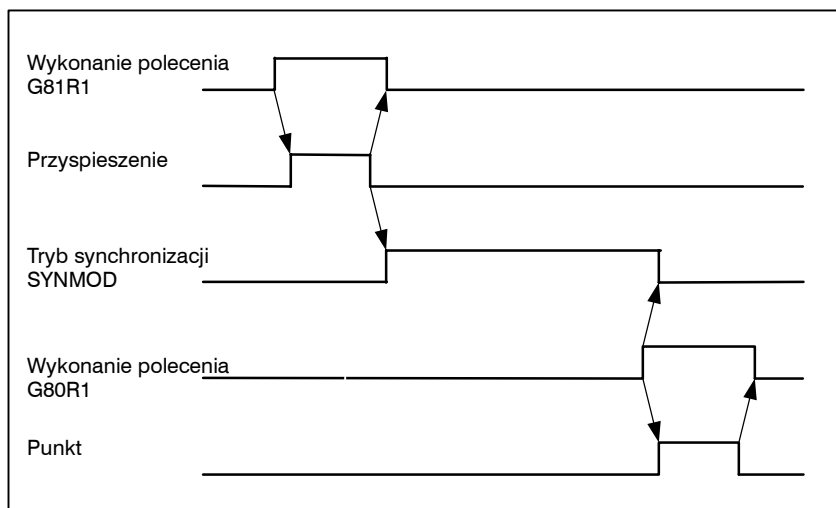 Wykonanie polecenia
G81R1
Przyspieszenie
Tryb synchronizacji
SYNMOD
Wykonanie polecenia
G80R1
Punkt